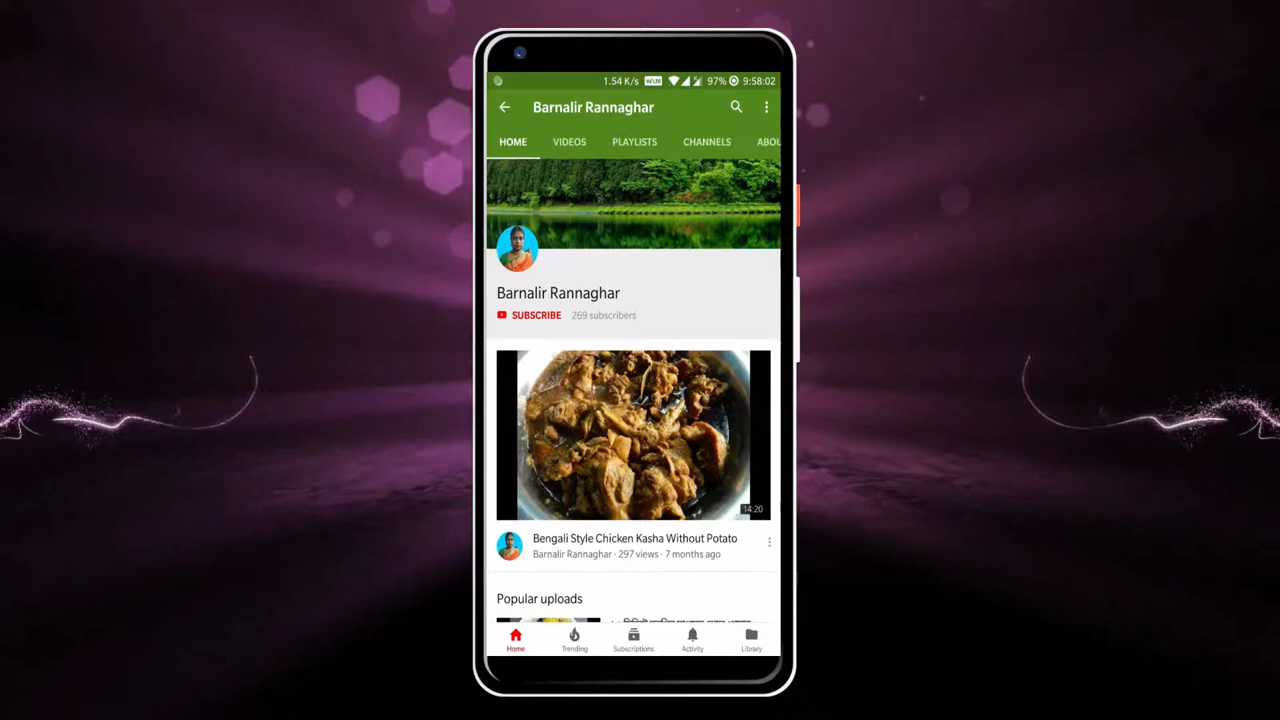 1.54 K/s VoLTE 97% 9:58:02
Barnalir Rannaghar
HOME VIDEOS PLAYLISTS CHANNELS ABOU
Barnalir Rannaghar
SUBSCRIBE 269 subscribers
14:20
Bengali Style Chicken Kasha Without Potato
Barnalir Rannaghar · 297 views · 7 months ago
Popular uploads
Home Trending Subscriptions Activity Library